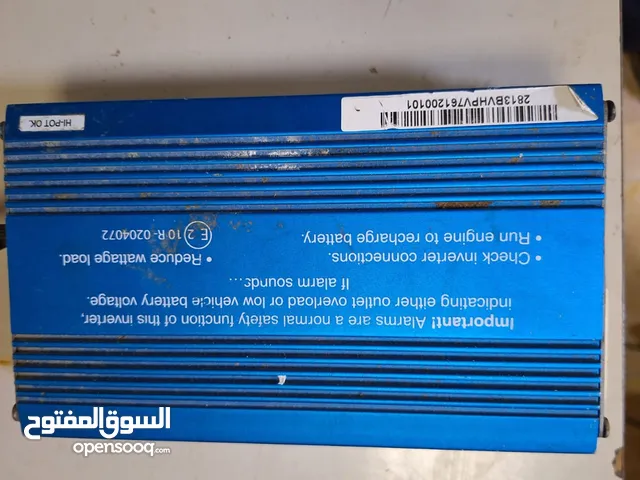 Important! Alarms are a normal safety function of this inverter,
indicating either outlet overload or low vehicle battery voltage.
If alarm sounds...
• Check inverter connections.
• Reduce wattage load.
• Run engine to recharge battery.
E 2 10 R- 0204072
2813BVHPV761200101
HI-POT OK.
السوق المفتوح
opensooq.com